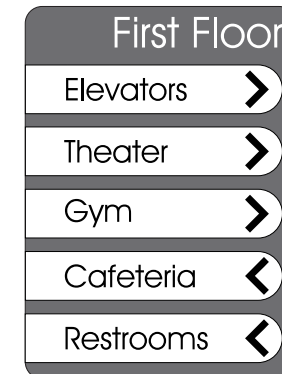 First Floor
Elevators
Theater
Gym
Cafeteria
Restrooms